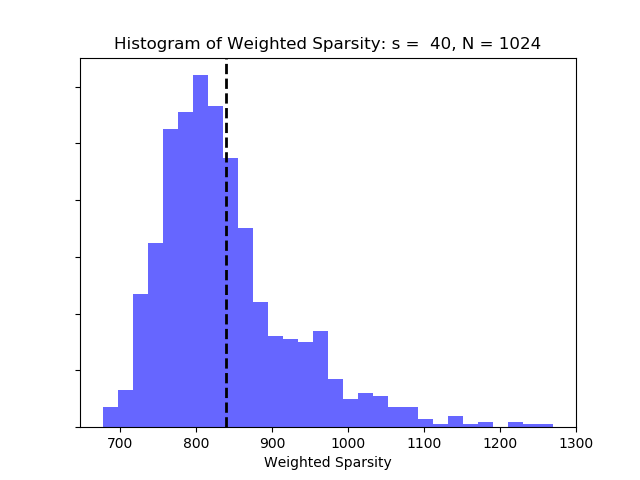 Histogram of Weighted Sparsity: s =  40, N = 1024
700 800 900 1000 1100 1200 1300
Weighted Sparsity